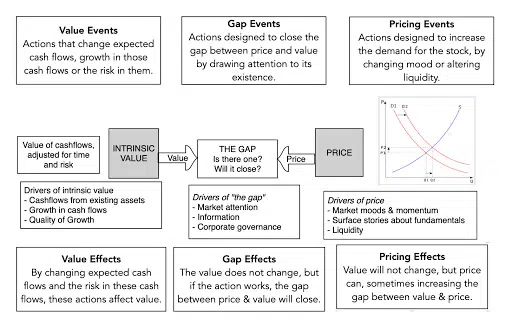 Value Events
Actions that change expected
cash flows, growth in those
cash flows or the risk in them.
Gap Events
Actions designed to close the
gap between price and value
by drawing attention to its
existence.
Pricing Events
Actions designed to increase
the demand for the stock, by
changing mood or altering
liquidity.
Value of cashflows,
adjusted for time
and risk
INTRINSIC
VALUE
Value
THE GAP
Is there one?
Will it close?
Price
PRICE
P
D1 D2
S
P2
P1
Q1 Q2
Q
Drivers of intrinsic value
- Cashflows from existing assets
- Growth in cash flows
- Quality of Growth
Drivers of "the gap"
- Market attention
- Information
- Corporate governance
Drivers of price
- Market moods & momentum
- Surface stories about fundamentals
- Liquidity
Value Effects
By changing expected cash
flows and the risk in these cash
flows, these actions affect value.
Gap Effects
The value does not change, but
if the action works, the gap
between price & value will close.
Pricing Effects
Value will not change, but price
can, sometimes increasing the
gap between value & price.